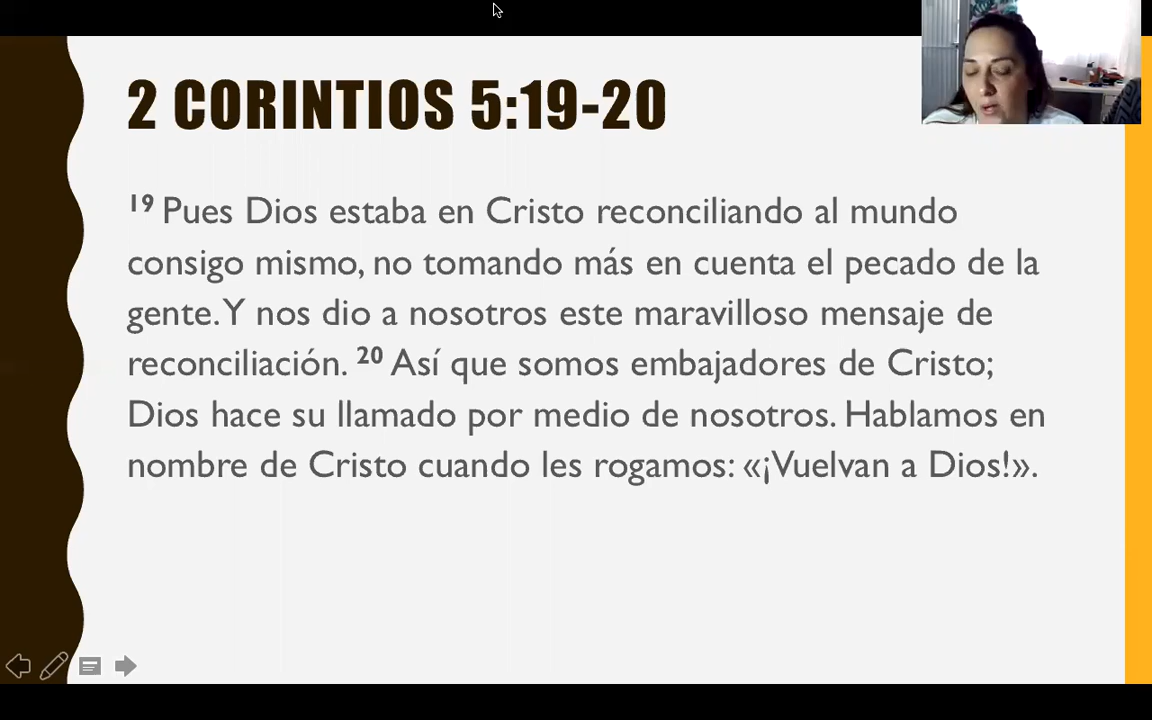 2 CORINTIOS 5:19-20
19 Pues Dios estaba en Cristo reconciliando al mundo
consigo mismo, no tomando más en cuenta el pecado de la
gente. Y nos dio a nosotros este maravilloso mensaje de
reconciliación. 20 Así que somos embajadores de Cristo;
Dios hace su llamado por medio de nosotros. Hablamos en
nombre de Cristo cuando les rogamos: «¡Vuelvan a Dios!».